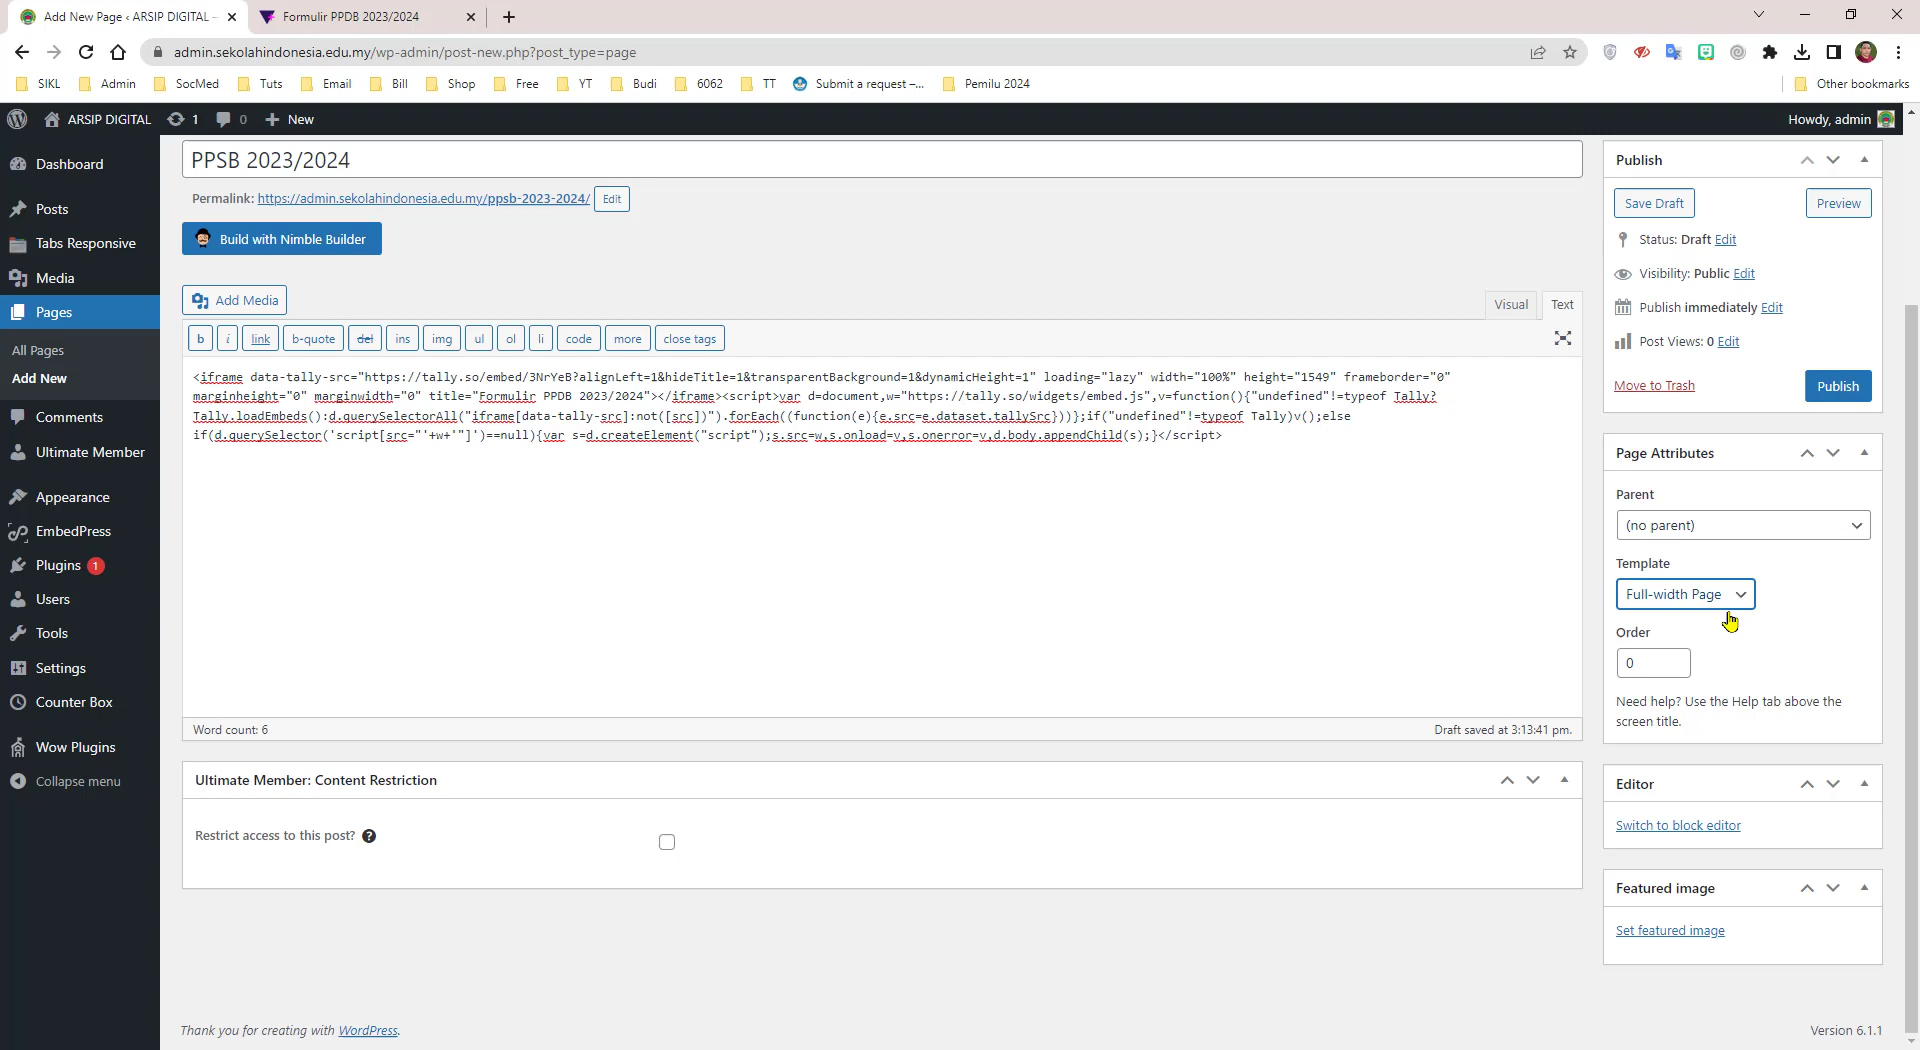 Add New Page ‹ ARSIP DIGITAL –
Formulir PPDB 2023/2024
admin.sekolahindonesia.edu.my/wp-admin/post-new.php?post_type=page
SIKL
Admin
SocMed
Tuts
Email
Bill
Shop
Free
YT
Budi
6062
TT
Submit a request –...
Pemilu 2024
Other bookmarks
ARSIP DIGITAL
1
0
New
Howdy, admin
Dashboard
Posts
Tabs Responsive
Media
Pages
All Pages
Add New
Comments
Ultimate Member
Appearance
EmbedPress
Plugins 1
Users
Tools
Settings
Counter Box
Wow Plugins
Collapse menu
PPSB 2023/2024
Permalink: https://admin.sekolahindonesia.edu.my/ppsb-2023-2024/ Edit
Build with Nimble Builder
Add Media
Visual
Text
b
i
link
b-quote
del
ins
img
ul
ol
li
code
more
close tags
<iframe data-tally-src="https://tally.so/embed/3NrYeB?alignLeft=1&hideTitle=1&transparentBackground=1&dynamicHeight=1" loading="lazy" width="100%" height="1549" frameborder="0"
marginheight="0" marginwidth="0" title="Formulir PPDB 2023/2024"></iframe><script>var d=document,w="https://tally.so/widgets/embed.js",v=function(){"undefined"!=typeof Tally?
Tally.loadEmbeds():d.querySelectorAll("iframe[data-tally-src]:not([src])").forEach((function(e){e.src=e.dataset.tallySrc}))};if("undefined"!=typeof Tally)v();else
if(d.querySelector('script[src="'+w+'"]')==null){var s=d.createElement("script");s.src=w,s.onload=v,s.onerror=v,d.body.appendChild(s);}</script>
Word count: 6
Draft saved at 3:13:41 pm.
Ultimate Member: Content Restriction
Restrict access to this post? ?
Publish
Save Draft
Preview
Status: Draft Edit
Visibility: Public Edit
Publish immediately Edit
Post Views: 0 Edit
Move to Trash
Publish
Page Attributes
Parent
(no parent)
Template
Full-width Page
Order
0
Need help? Use the Help tab above the
screen title.
Editor
Switch to block editor
Featured image
Set featured image
Thank you for creating with WordPress.
Version 6.1.1